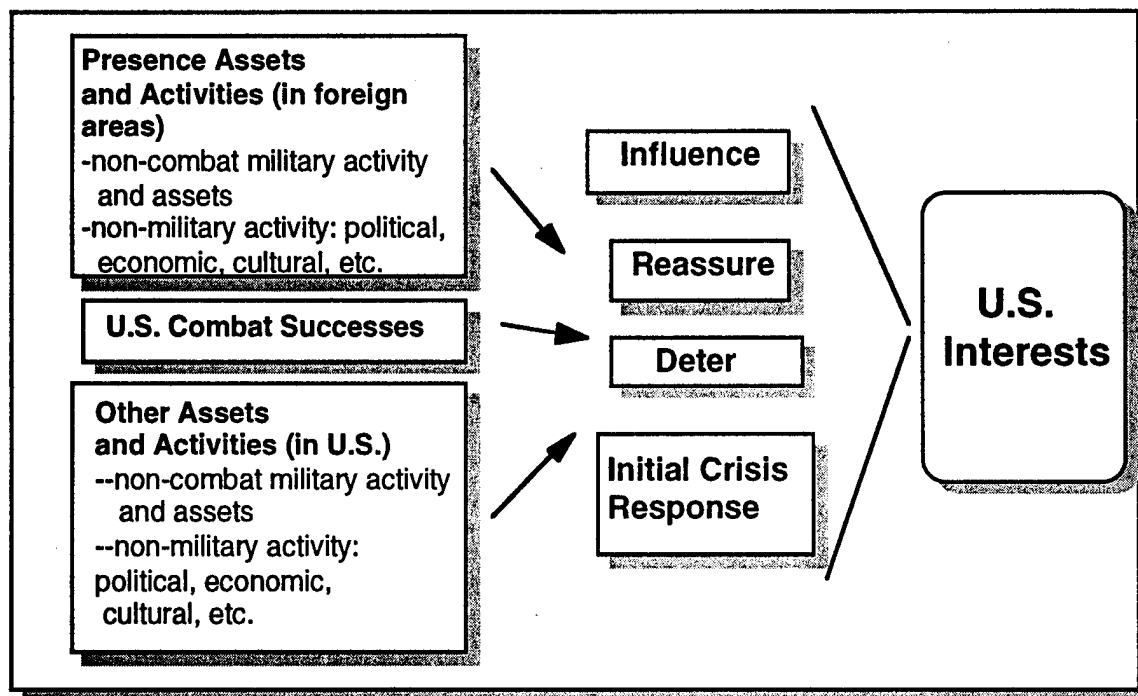 Presence Assets
and Activities (in foreign
areas)
-non-combat military activity
and assets
-non-military activity: political,
economic, cultural, etc.
U.S. Combat Successes
Other Assets
and Activities (in U.S.)
--non-combat military activity
and assets
--non-military activity:
political, economic,
cultural, etc.
Influence
Reassure
Deter
Initial Crisis
Response
U.S.
Interests